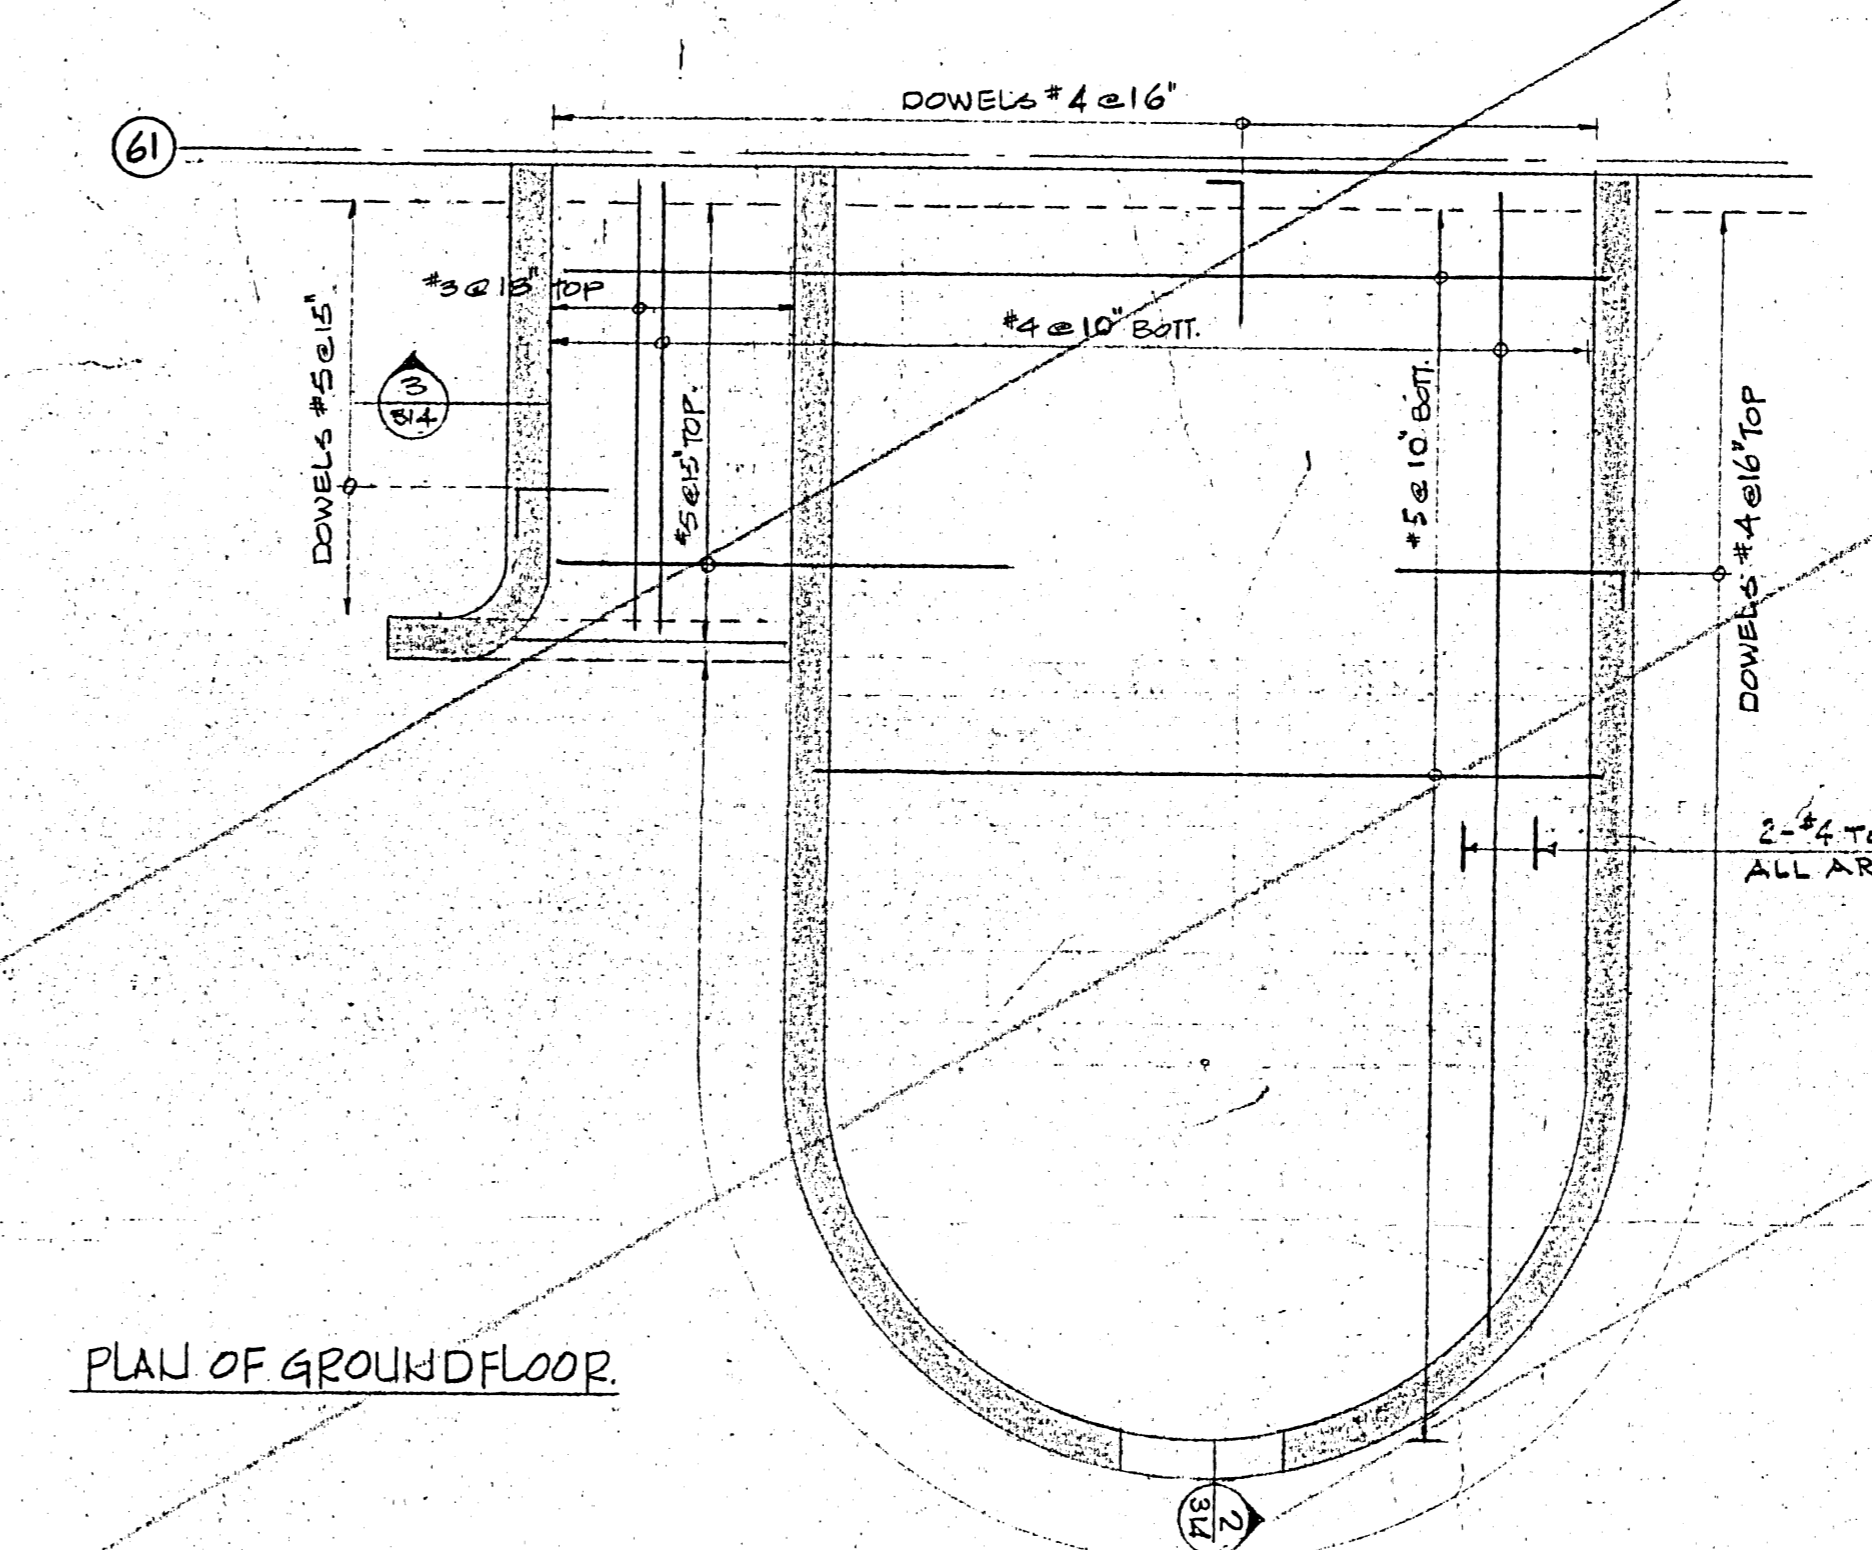 DOWELS #4 @ 16"
61
#3 @ 18" TOP
#4 @ 10" BOTT.
DOWELS #5 @ 15"
3
314
#5 @ 15" TOP.
#5 @ 10" BOTT.
DOWELS #4 @ 16" TOP
2-#4
ALL
PLAN OF GROUNDFLOOR.
2
314